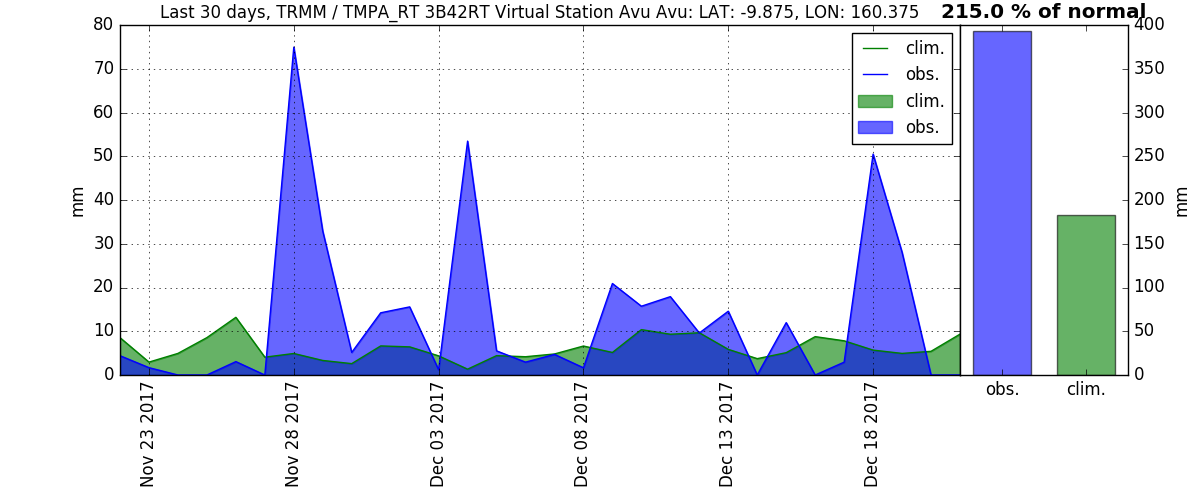 Last 30 days, TRMM / TMPA_RT 3B42RT Virtual Station Avu Avu: LAT: -9.875, LON: 160.375
215.0 % of normal
80
70
60
50
40
30
20
10
0
mm
clim.
obs.
clim.
obs.
400
350
300
250
200
150
100
50
0
mm
Nov 23 2017
Nov 28 2017
Dec 03 2017
Dec 08 2017
Dec 13 2017
Dec 18 2017
obs.
clim.